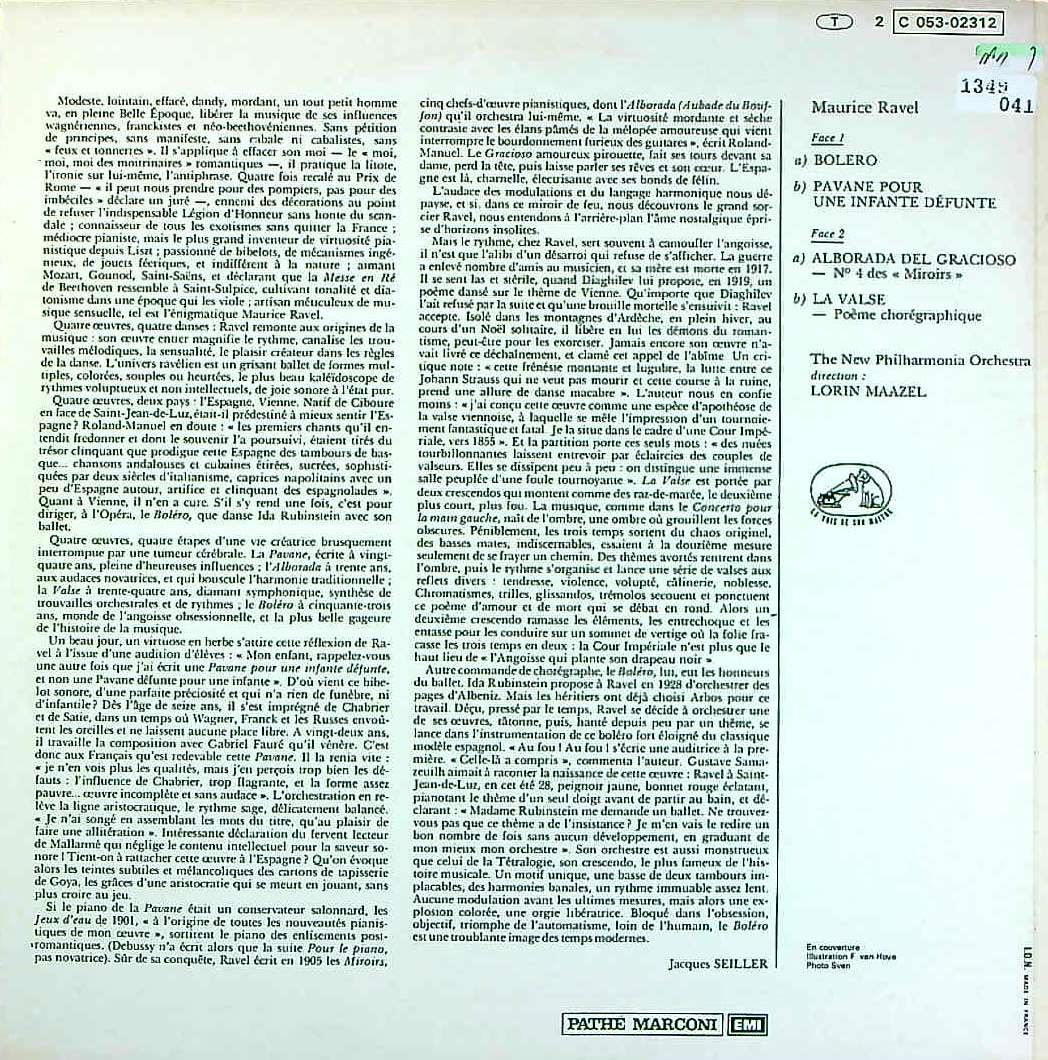 T 2 C 053-02312
1349
041
Modeste, lointain, effacé, dandy, mordant, un tout petit homme
va, en pleine Belle Époque, libérer la musique de ses influences
wagnériennes, franckistes et néo-beethovéniennes. Sans pétition
de principes, sans manifeste, sans cabale ni cabalistes, sans
« feux et tonnerres ». Il s'applique à effacer son moi — le « moi,
moi, moi des moitrinaires » romantiques —, il pratique la litote,
l'ironie sur lui-même, l'antiphrase. Quatre fois recalé au Prix de
Rome — « il peut nous prendre pour des pompiers, pas pour des
imbéciles » déclare un juré —, ennemi des décorations au point
de refuser l'indispensable Légion d'Honneur sans honte du scan-
dale ; connaisseur de tous les exotismes sans quitter la France ;
médiocre pianiste, mais le plus grand inventeur de virtuosité pia-
nistique depuis Liszt ; passionné de bibelots, de mécanismes ingé-
nieux, de jouets féeriques, et indifférent à la nature ; aimant
Mozart, Gounod, Saint-Saëns, et déclarant que la Messe en Ré
de Beethoven ressemble à Saint-Sulpice, cultivant tonalité et dia-
tonisme dans une époque qui les viole ; artisan méticuleux de mu-
sique sensuelle, tel est l'énigmatique Maurice Ravel.
Quatre œuvres, quatre danses : Ravel remonte aux origines de la
musique : son œuvre entier magnifie le rythme, canalise les trou-
vailles mélodiques, la sensualité, le plaisir créateur dans les règles
de la danse. L'univers ravélien est un grisant ballet de formes mul-
tiples, colorées, souples ou heurtées, le plus beau kaléidoscope de
rythmes voluptueux et non intellectuels, de joie sonore à l'état pur.
Quatre œuvres, deux pays : l'Espagne, Vienne. Natif de Ciboure
en face de Saint-Jean-de-Luz, était-il prédestiné à mieux sentir l'Es-
pagne ? Roland-Manuel en doute : « les premiers chants qu'il en-
tendit fredonner et dont le souvenir l'a poursuivi, étaient tirés du
trésor clinquant que prodigue cette Espagne des tambours de bas-
que... chansons andalouses et cubaines étirées, sucrées, sophisti-
quées par deux siècles d'italianisme, caprices napolitains avec un
peu d'Espagne autour, artifice et clinquant des espagnolades ».
Quant à Vienne, il n'en a cure. S'il s'y rend une fois, c'est pour
diriger, à l'Opéra, le Boléro, que danse Ida Rubinstein avec son
ballet.
Quatre œuvres, quatre étapes d'une vie créatrice brusquement
interrompue par une tumeur cérébrale. La Pavane, écrite à vingt-
quatre ans, pleine d'heureuses influences ; l'Alborada à trente ans,
aux audaces novatrices, et qui bouscule l'harmonie traditionnelle ;
la Valse à trente-quatre ans, diamant symphonique, synthèse de
trouvailles orchestrales et de rythmes ; le Boléro à cinquante-trois
ans, monde de l'angoisse obsessionnelle, et la plus belle gageure
de l'histoire de la musique.
Un beau jour, un virtuose en herbe s'attire cette réflexion de Ra-
vel à l'issue d'une audition d'élèves : « Mon enfant, rappelez-vous
une autre fois que j'ai écrit une Pavane pour une infante défunte,
et non une Pavane défunte pour une infante ». D'où vient ce bibe-
lot sonore, d'une parfaite préciosité et qui n'a rien de funèbre, ni
d'infantile ? Dès l'âge de seize ans, il s'est imprégné de Chabrier
et de Satie, dans un temps où Wagner, Franck et les Russes envoû-
tent les oreilles et ne laissent aucune place libre. A vingt-deux ans,
il travaille la composition avec Gabriel Fauré qu'il vénère. C'est
donc aux Français qu'est redevable cette Pavane. Il la renia vite :
« je n'en vois plus les qualités, mais j'en perçois trop bien les dé-
fauts : l'influence de Chabrier, trop flagrante, et la forme assez
pauvre... œuvre incomplète et sans audace ». L'orchestration en re-
lève la ligne aristocratique, le rythme sage, délicatement balancé.
« Je n'ai songé en assemblant les mots du titre, qu'au plaisir de
faire une allitération ». Intéressante déclaration du fervent lecteur
de Mallarmé qui néglige le contenu intellectuel pour la saveur so-
nore ! Tient-on à rattacher cette œuvre à l'Espagne ? Qu'on évoque
alors les teintes subtiles et mélancoliques des cartons de tapisserie
de Goya, les grâces d'une aristocratie qui se meurt en jouant, sans
plus croire au jeu.
Si le piano de la Pavane était un conservateur salonnard, les
Jeux d'eau de 1901, « à l'origine de toutes les nouveautés pianis-
tiques de mon œuvre », sortirent le piano des enlisements post-
romantiques. (Debussy n'a écrit alors que la suite Pour le piano,
pas novatrice). Sûr de sa conquête, Ravel écrit en 1905 les Miroirs,
cinq chefs-d'œuvre pianistiques, dont l'Alborada (Aubade du Bouf-
fon) qu'il orchestra lui-même. « La virtuosité mordante et sèche
contraste avec les élans pâmés de la mélopée amoureuse qui vient
interrompre le bourdonnement furieux des guitares », écrit Roland-
Manuel. Le Gracioso amoureux pirouette, fait ses tours devant sa
dame, perd la tête, puis laisse parler ses rêves et son cœur. L'Espa-
gne est là, charnelle, électrisante avec ses bonds de félin.
L'audace des modulations et du langage harmonique nous dé-
payse, et si, dans ce miroir de feu, nous découvrons le grand sor-
cier Ravel, nous entendons à l'arrière-plan l'âme nostalgique épri-
se d'horizons insolites.
Mais le rythme, chez Ravel, sert souvent à camoufler l'angoisse,
il n'est que l'alibi d'un désarroi qui refuse de s'afficher. La guerre
a enlevé nombre d'amis au musicien, et sa mère est morte en 1917.
Il se sent las et stérile, quand Diaghilev lui propose, en 1919, un
poème dansé sur le thème de Vienne. Qu'importe que Diaghilev
l'ait refusé par la suite et qu'une brouille mortelle s'ensuivit : Ravel
accepte. Isolé dans les montagnes d'Ardèche, en plein hiver, au
cours d'un Noël solitaire, il libère en lui les démons du roman-
tisme, peut-être pour les exorciser. Jamais encore son œuvre n'a-
vait livré ce déchaînement, et clamé cet appel de l'abîme. Un cri-
tique note : « cette frénésie montante et lugubre, la lutte entre ce
Johann Strauss qui ne veut pas mourir et cette course à la ruine,
prend une allure de danse macabre ». L'auteur nous en confie
moins : « j'ai conçu cette œuvre comme une espèce d'apothéose de
la valse viennoise, à laquelle se mêle l'impression d'un tournoie-
ment fantastique et fatal. Je la situe dans le cadre d'une Cour Impé-
riale, vers 1855 ». Et la partition porte ces seuls mots : « des nuées
tourbillonnantes laissent entrevoir par éclaircies des couples de
valseurs. Elles se dissipent peu à peu : on distingue une immense
salle peuplée d'une foule tournoyante ». La Valse est portée par
deux crescendos qui montent comme des raz-de-marée, le deuxième
plus court, plus fou. La musique, comme dans le Concerto pour
la main gauche, naît de l'ombre, une ombre où grouillent les forces
obscures. Péniblement, les trois temps sortent du chaos originel,
des basses mates, indiscernables, essaient à la douzième mesure
seulement de se frayer un chemin. Des thèmes avortés rentrent dans
l'ombre, puis le rythme s'organise et lance une série de valses aux
reflets divers : tendresse, violence, volupté, câlinerie, noblesse.
Chromatismes, trilles, glissandos, trémolos secouent et ponctuent
ce poème d'amour et de mort qui se débat en rond. Alors un
deuxième crescendo ramasse les éléments, les entrechoque et les
entasse pour les conduire sur un sommet de vertige où la folie fra-
casse les trois temps en deux : la Cour Impériale n'est plus que le
haut lieu de « l'Angoisse qui plante son drapeau noir »
Autre commande de chorégraphe, le Boléro, lui, eut les honneurs
du ballet. Ida Rubinstein propose à Ravel en 1928 d'orchestrer des
pages d'Albeniz. Mais les héritiers ont déjà choisi Arbos pour ce
travail. Déçu, pressé par le temps, Ravel se décide à orchestrer une
de ses œuvres, tâtonne, puis, hanté depuis peu par un thème, se
lance dans l'instrumentation de ce boléro fort éloigné du classique
modèle espagnol. « Au fou ! Au fou ! s'écrie une auditrice à la pre-
mière. « Celle-là a compris », commenta l'auteur. Gustave Sama-
zeuilh aimait à raconter la naissance de cette œuvre : Ravel à Saint-
Jean-de-Luz, en cet été 28, peignoir jaune, bonnet rouge éclatant,
pianotant le thème d'un seul doigt avant de partir au bain, et dé-
clarant : « Madame Rubinstein me demande un ballet. Ne trouvez-
vous pas que ce thème a de l'insistance ? Je m'en vais le redire un
bon nombre de fois sans aucun développement, en graduant de
mon mieux mon orchestre ». Son orchestre est aussi monstrueux
que celui de la Tétralogie, son crescendo, le plus fameux de l'his-
toire musicale. Un motif unique, une basse de deux tambours im-
placables, des harmonies banales, un rythme immuable assez lent.
Aucune modulation avant les ultimes mesures, mais alors une ex-
plosion colorée, une orgie libératrice. Bloqué dans l'obsession,
objectif, triomphe de l'automatisme, loin de l'humain, le Boléro
est une troublante image des temps modernes.
Jacques SEILLER
Maurice Ravel
Face 1
a) BOLERO
b) PAVANE POUR
UNE INFANTE DÉFUNTE
Face 2
a) ALBORADA DEL GRACIOSO
— Nº 4 des « Miroirs »
b) LA VALSE
— Poème chorégraphique
The New Philharmonia Orchestra
direction :
LORIN MAAZEL
LA VOIX DE SON MAITRE
En couverture
Illustration F. van Hove
Photo Sven
I.D.N. MADE IN FRANCE
PATHÉ MARCONI EMI